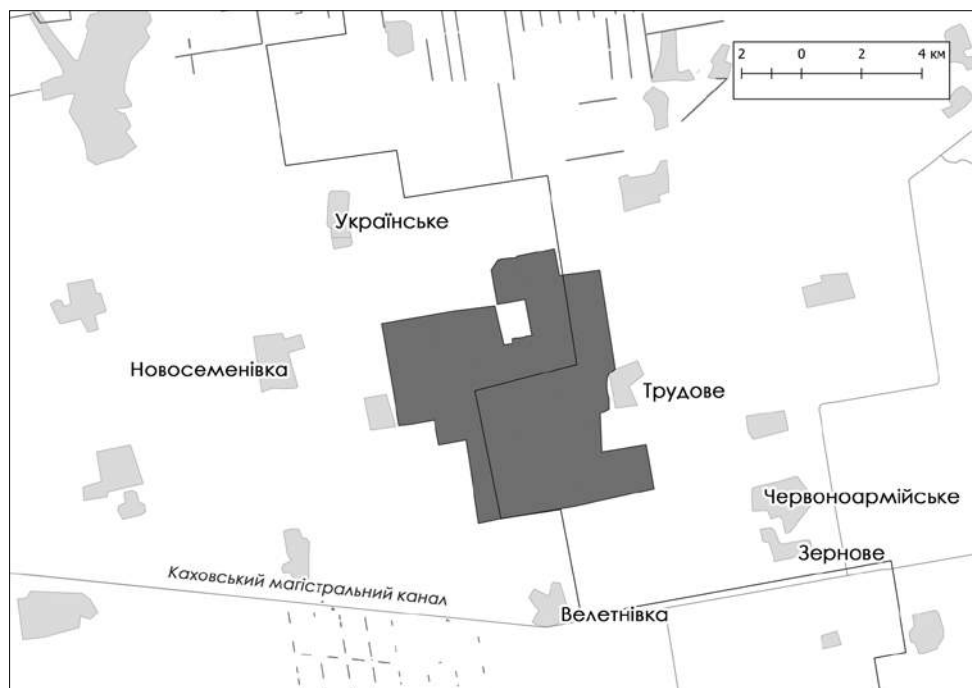 2 0 2 4 км
Українське
Новосеменівка
Трудове
Червоноармійське
Зернове
Каховський магістральний канал
Велетнівка